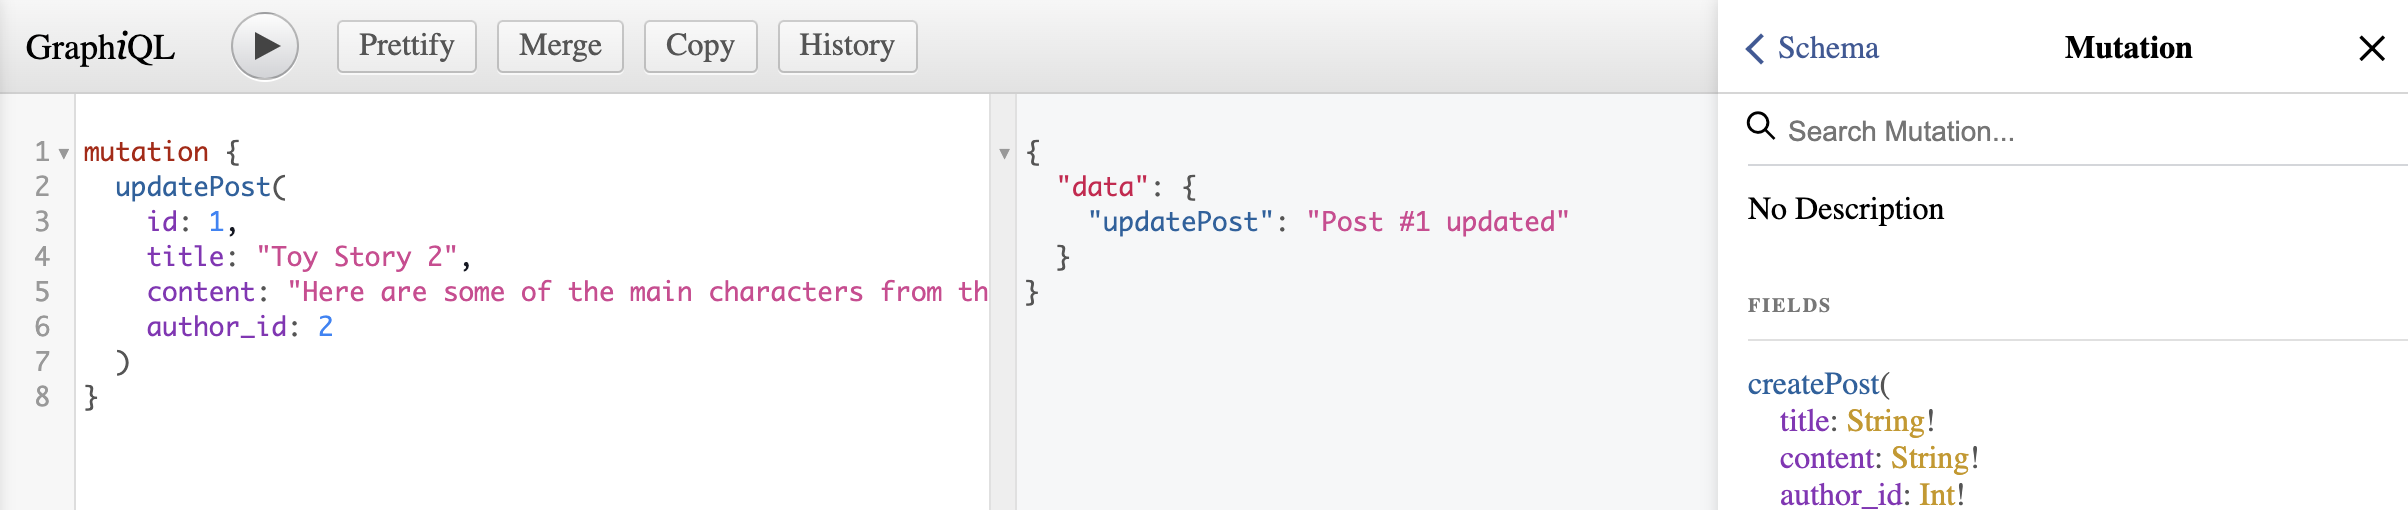 GraphiQL Prettify Merge Copy History
1 mutation {
2 updatePost(
3 id: 1,
4 title: "Toy Story 2",
5 content: "Here are some of the main characters from th
6 author_id: 2
7 )
8 }
{
"data": {
"updatePost": "Post #1 updated"
}
}
Schema Mutation
Search Mutation...
No Description
FIELDS
createPost(
title: String!
content: String!
author_id: Int!